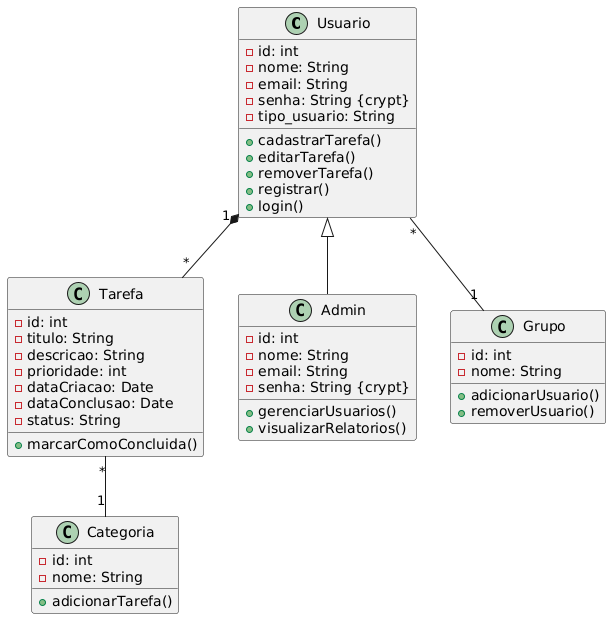 C Usuario
id: int
nome: String
email: String
senha: String {crypt}
tipo_usuario: String
cadastrarTarefa()
editarTarefa()
removerTarefa()
registrar()
login()
1
*
*
1
C Tarefa
id: int
titulo: String
descricao: String
prioridade: int
dataCriacao: Date
dataConclusao: Date
status: String
marcarComoConcluida()
C Admin
id: int
nome: String
email: String
senha: String {crypt}
gerenciarUsuarios()
visualizarRelatorios()
C Grupo
id: int
nome: String
adicionarUsuario()
removerUsuario()
*
1
C Categoria
id: int
nome: String
adicionarTarefa()